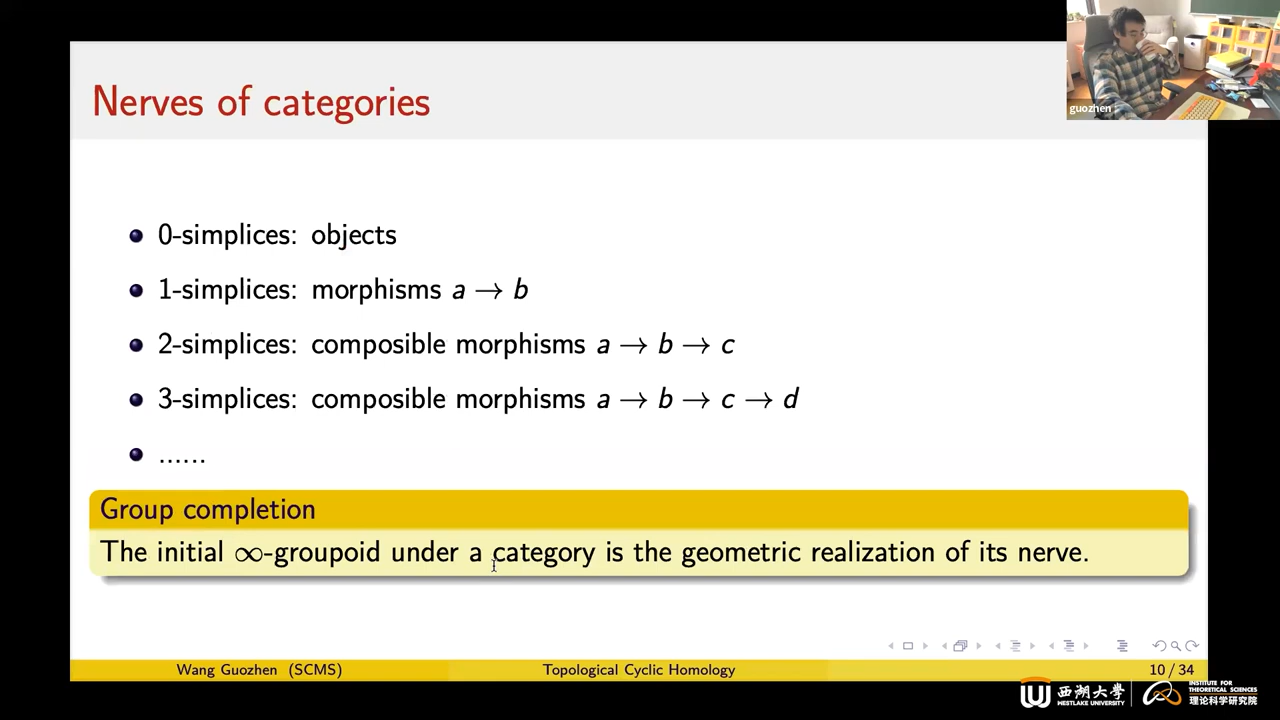 Nerves of categories
guozhen
0-simplices: objects
1-simplices: morphisms a → b
2-simplices: composible morphisms a → b → c
3-simplices: composible morphisms a → b → c → d
......
Group completion
The initial ∞-groupoid under a category is the geometric realization of its nerve.
Wang Guozhen (SCMS) Topological Cyclic Homology 10 / 34
西湖大学
WESTLAKE UNIVERSITY
INSTITUTE FOR
THEORETICAL SCIENCES
理论科学研究院